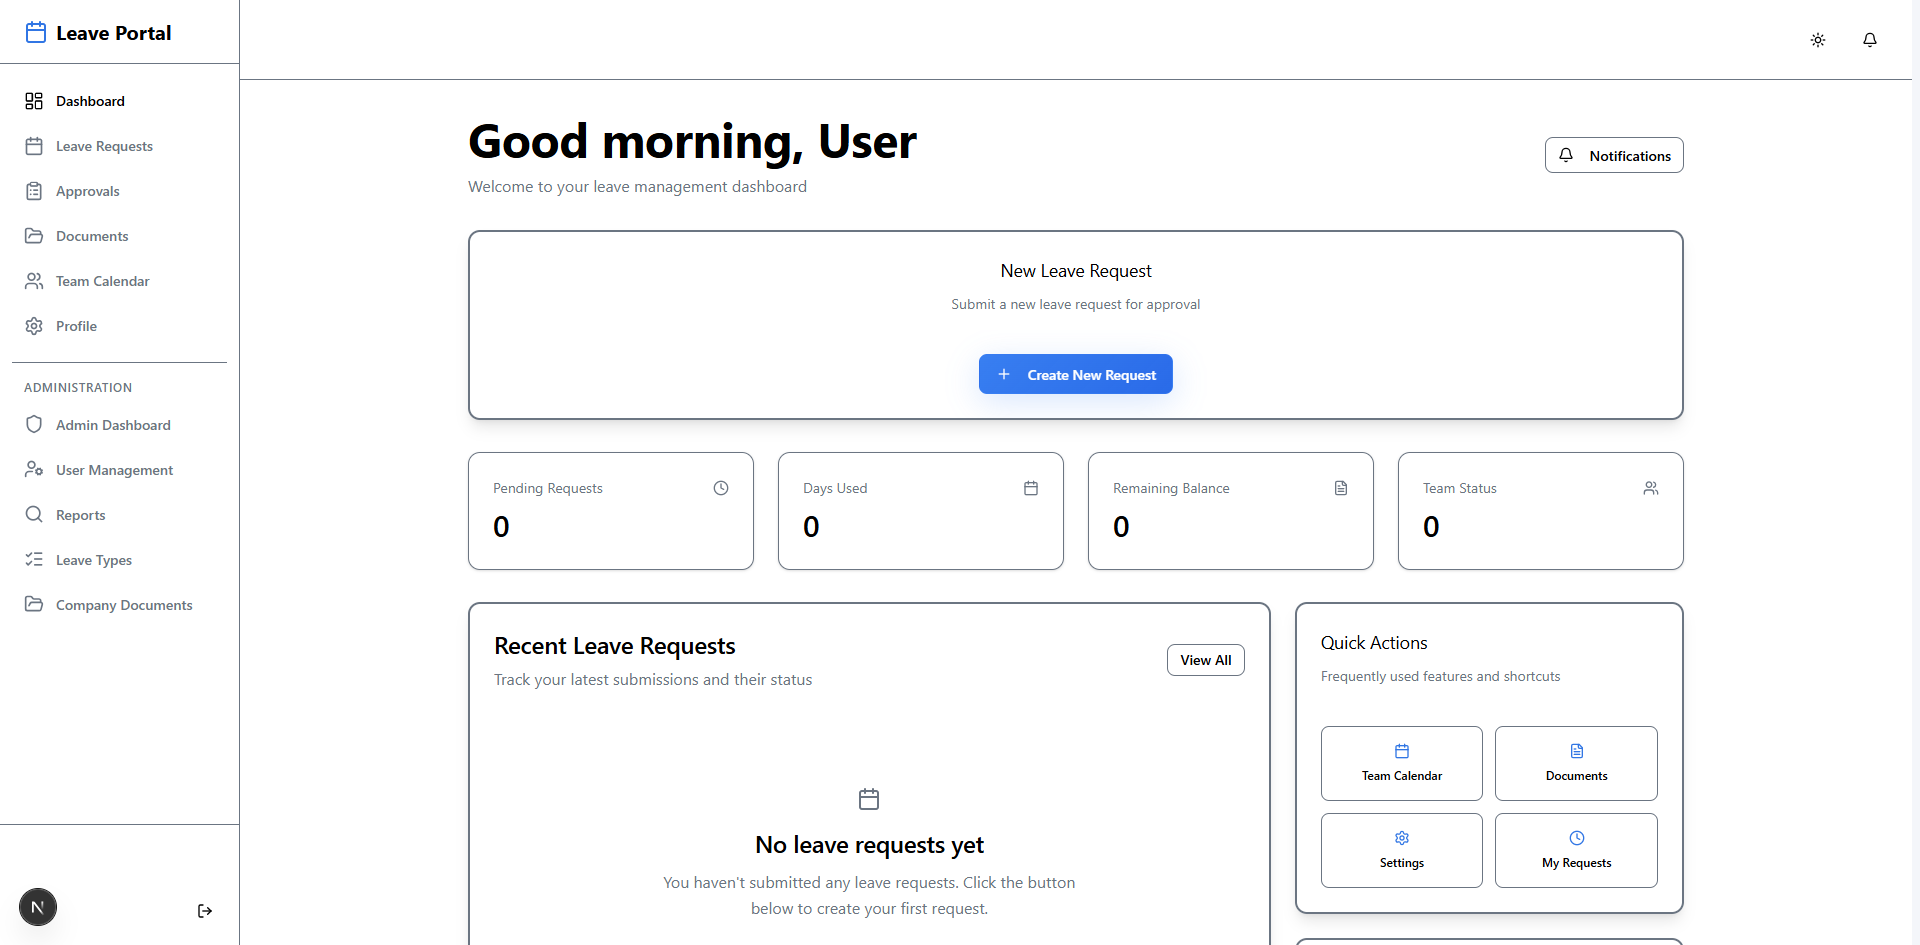 Leave Portal
Dashboard
Leave Requests
Approvals
Documents
Team Calendar
Profile
ADMINISTRATION
Admin Dashboard
User Management
Reports
Leave Types
Company Documents
N
Good morning, User
Welcome to your leave management dashboard
Notifications
New Leave Request
Submit a new leave request for approval
Create New Request
Pending Requests
0
Days Used
0
Remaining Balance
0
Team Status
0
Recent Leave Requests
Track your latest submissions and their status
View All
No leave requests yet
You haven't submitted any leave requests. Click the button
below to create your first request.
Quick Actions
Frequently used features and shortcuts
Team Calendar
Documents
Settings
My Requests